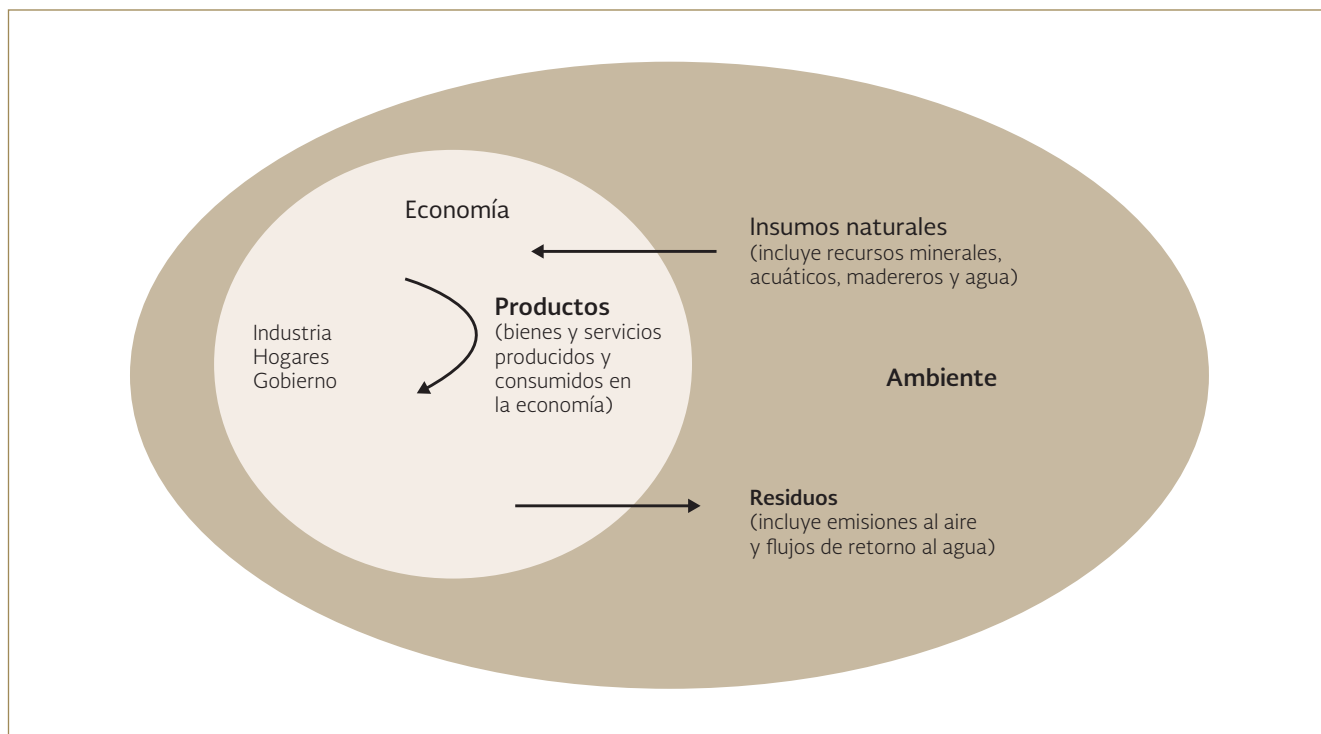 Economía
Insumos naturales
(incluye recursos minerales,
acuáticos, madereros y agua)
Productos
(bienes y servicios
producidos y
consumidos en
la economía)
Industria
Hogares
Gobierno
Ambiente
Residuos
(incluye emisiones al aire
y flujos de retorno al agua)